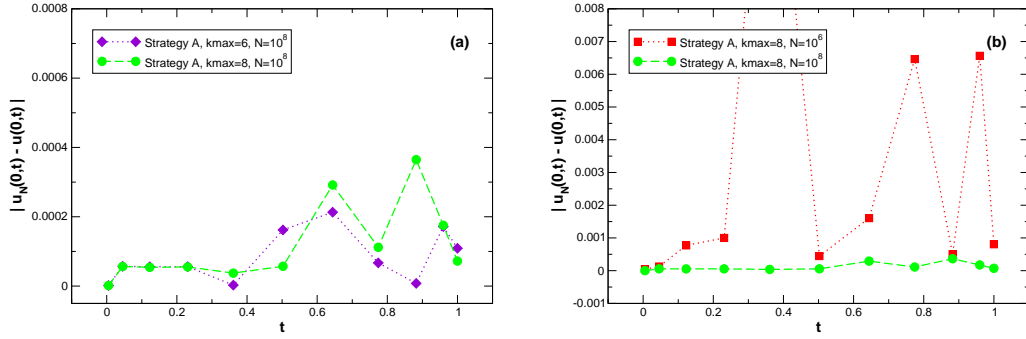 0.0008
0.0006
0.0004
0.0002
0
0 0.2 0.4 0.6 0.8 1
t
| u_N(0,t) - u(0,t) |
Strategy A, kmax=6, N=10^8
Strategy A, kmax=8, N=10^8
(a)
0.008
0.007
0.006
0.005
0.004
0.003
0.002
0.001
0
-0.001
0 0.2 0.4 0.6 0.8 1
t
| u_N(0,t) - u(0,t) |
Strategy A, kmax=8, N=10^6
Strategy A, kmax=8, N=10^8
(b)